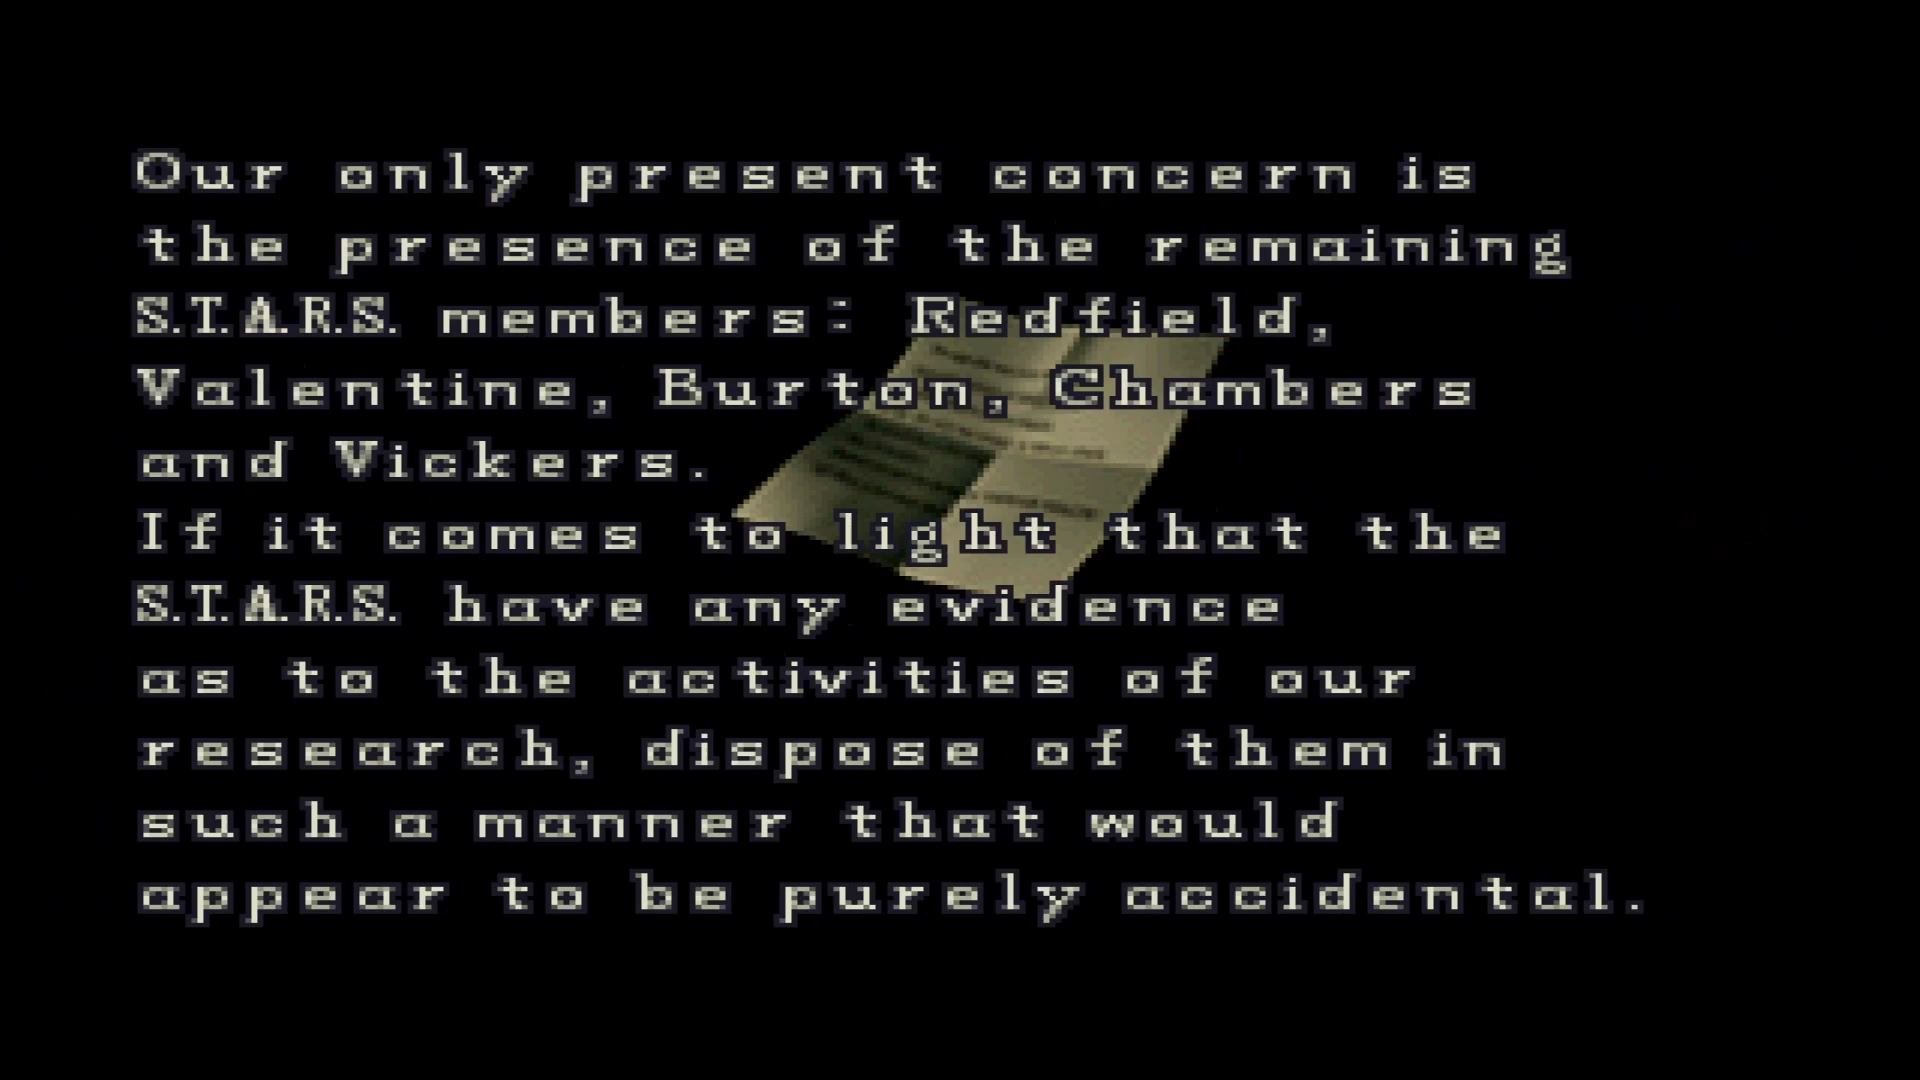 Our only present concern is
the presence of the remaining
S.T.A.R.S. members: Redfield,
Valentine, Burton, Chambers
and Vickers.
If it comes to light that the
S.T.A.R.S. have any evidence
as to the activities of our
research, dispose of them in
such a manner that would
appear to be purely accidental.